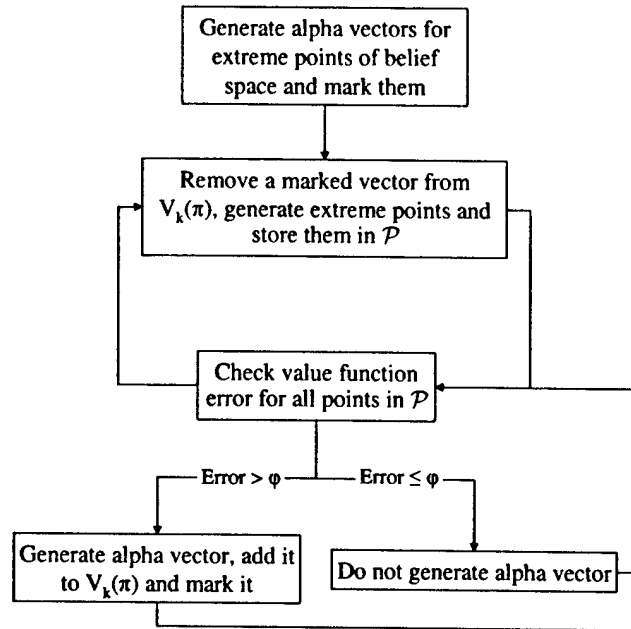 Generate alpha vectors for
extreme points of belief
space and mark them
Remove a marked vector from
V_k(π), generate extreme points and
store them in 𝒫
Check value function
error for all points in 𝒫
Error > φ
Error ≤ φ
Generate alpha vector, add it
to V_k(π) and mark it
Do not generate alpha vector